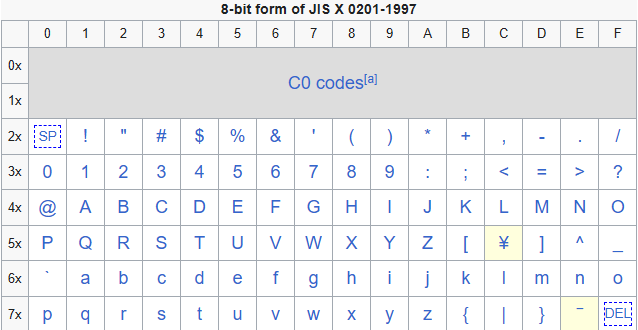 8-bit form of JIS X 0201-1997
0 1 2 3 4 5 6 7 8 9 A B C D E F
0x
C0 codes[a]
1x
2x SP ! " # $ % & ' ( ) * + , - . /
3x 0 1 2 3 4 5 6 7 8 9 : ; < = > ?
4x @ A B C D E F G H I J K L M N O
5x P Q R S T U V W X Y Z [ ¥ ] ^ _
6x ` a b c d e f g h i j k l m n o
7x p q r s t u v w x y z { | } ‾ DEL